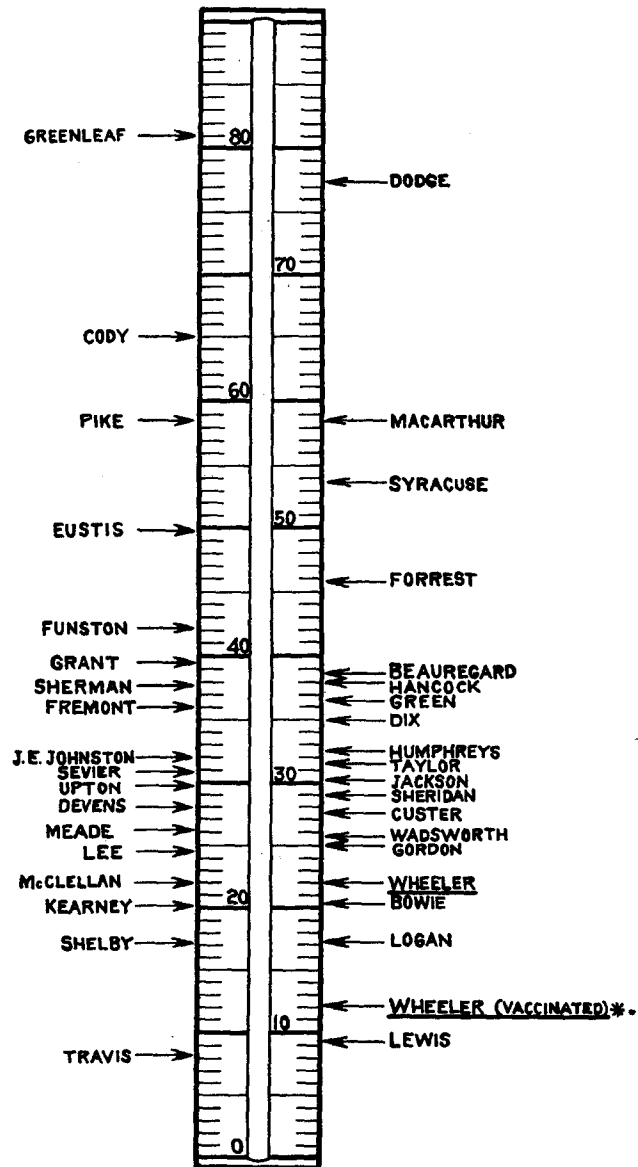 GREENLEAF
80
DODGE
70
CODY
60
PIKE
MACARTHUR
SYRACUSE
50
EUSTIS
FORREST
FUNSTON
40
GRANT
BEAUREGARD
SHERMAN
HANCOCK
GREEN
FREMONT
DIX
HUMPHREYS
J.E. JOHNSTON
TAYLOR
SEVIER
30
JACKSON
UPTON
SHERIDAN
DEVENS
CUSTER
MEADE
WADSWORTH
GORDON
LEE
McCLELLAN
WHEELER
20
KEARNEY
BOWIE
SHELBY
LOGAN
WHEELER (VACCINATED)*.
10
LEWIS
TRAVIS
0